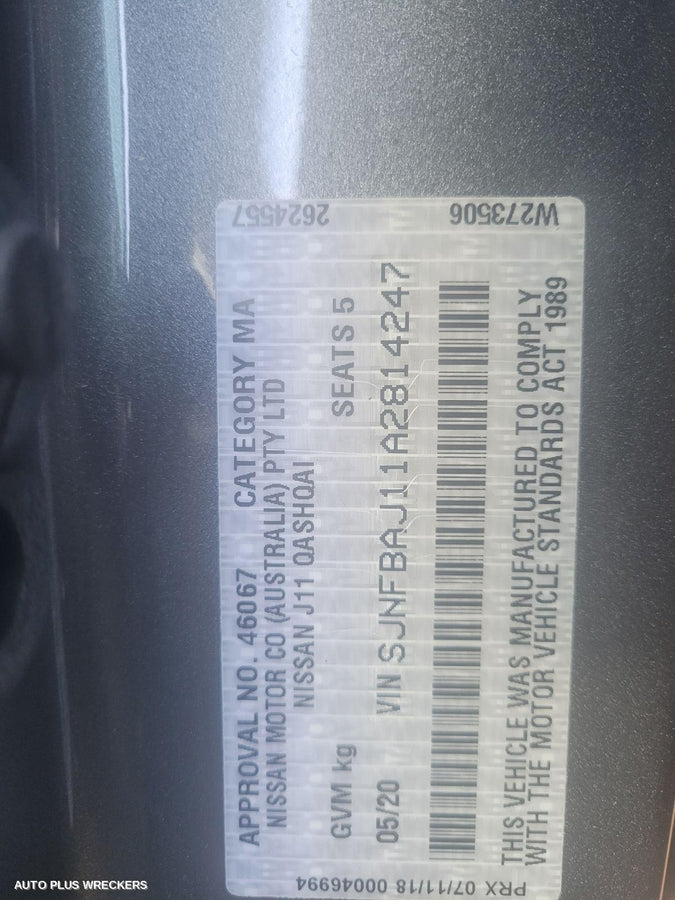 APPROVAL NO. 46067 CATEGORY MA
NISSAN MOTOR CO (AUSTRALIA) PTY LTD
NISSAN J11 QASHQAI
GVM kg SEATS 5
05/20 VIN SJNFBAJ11A2814247
THIS VEHICLE WAS MANUFACTURED TO COMPLY
WITH THE MOTOR VEHICLE STANDARDS ACT 1989
2624557
W273506
PRX 07/11/18 00046994
AUTO PLUS WRECKERS